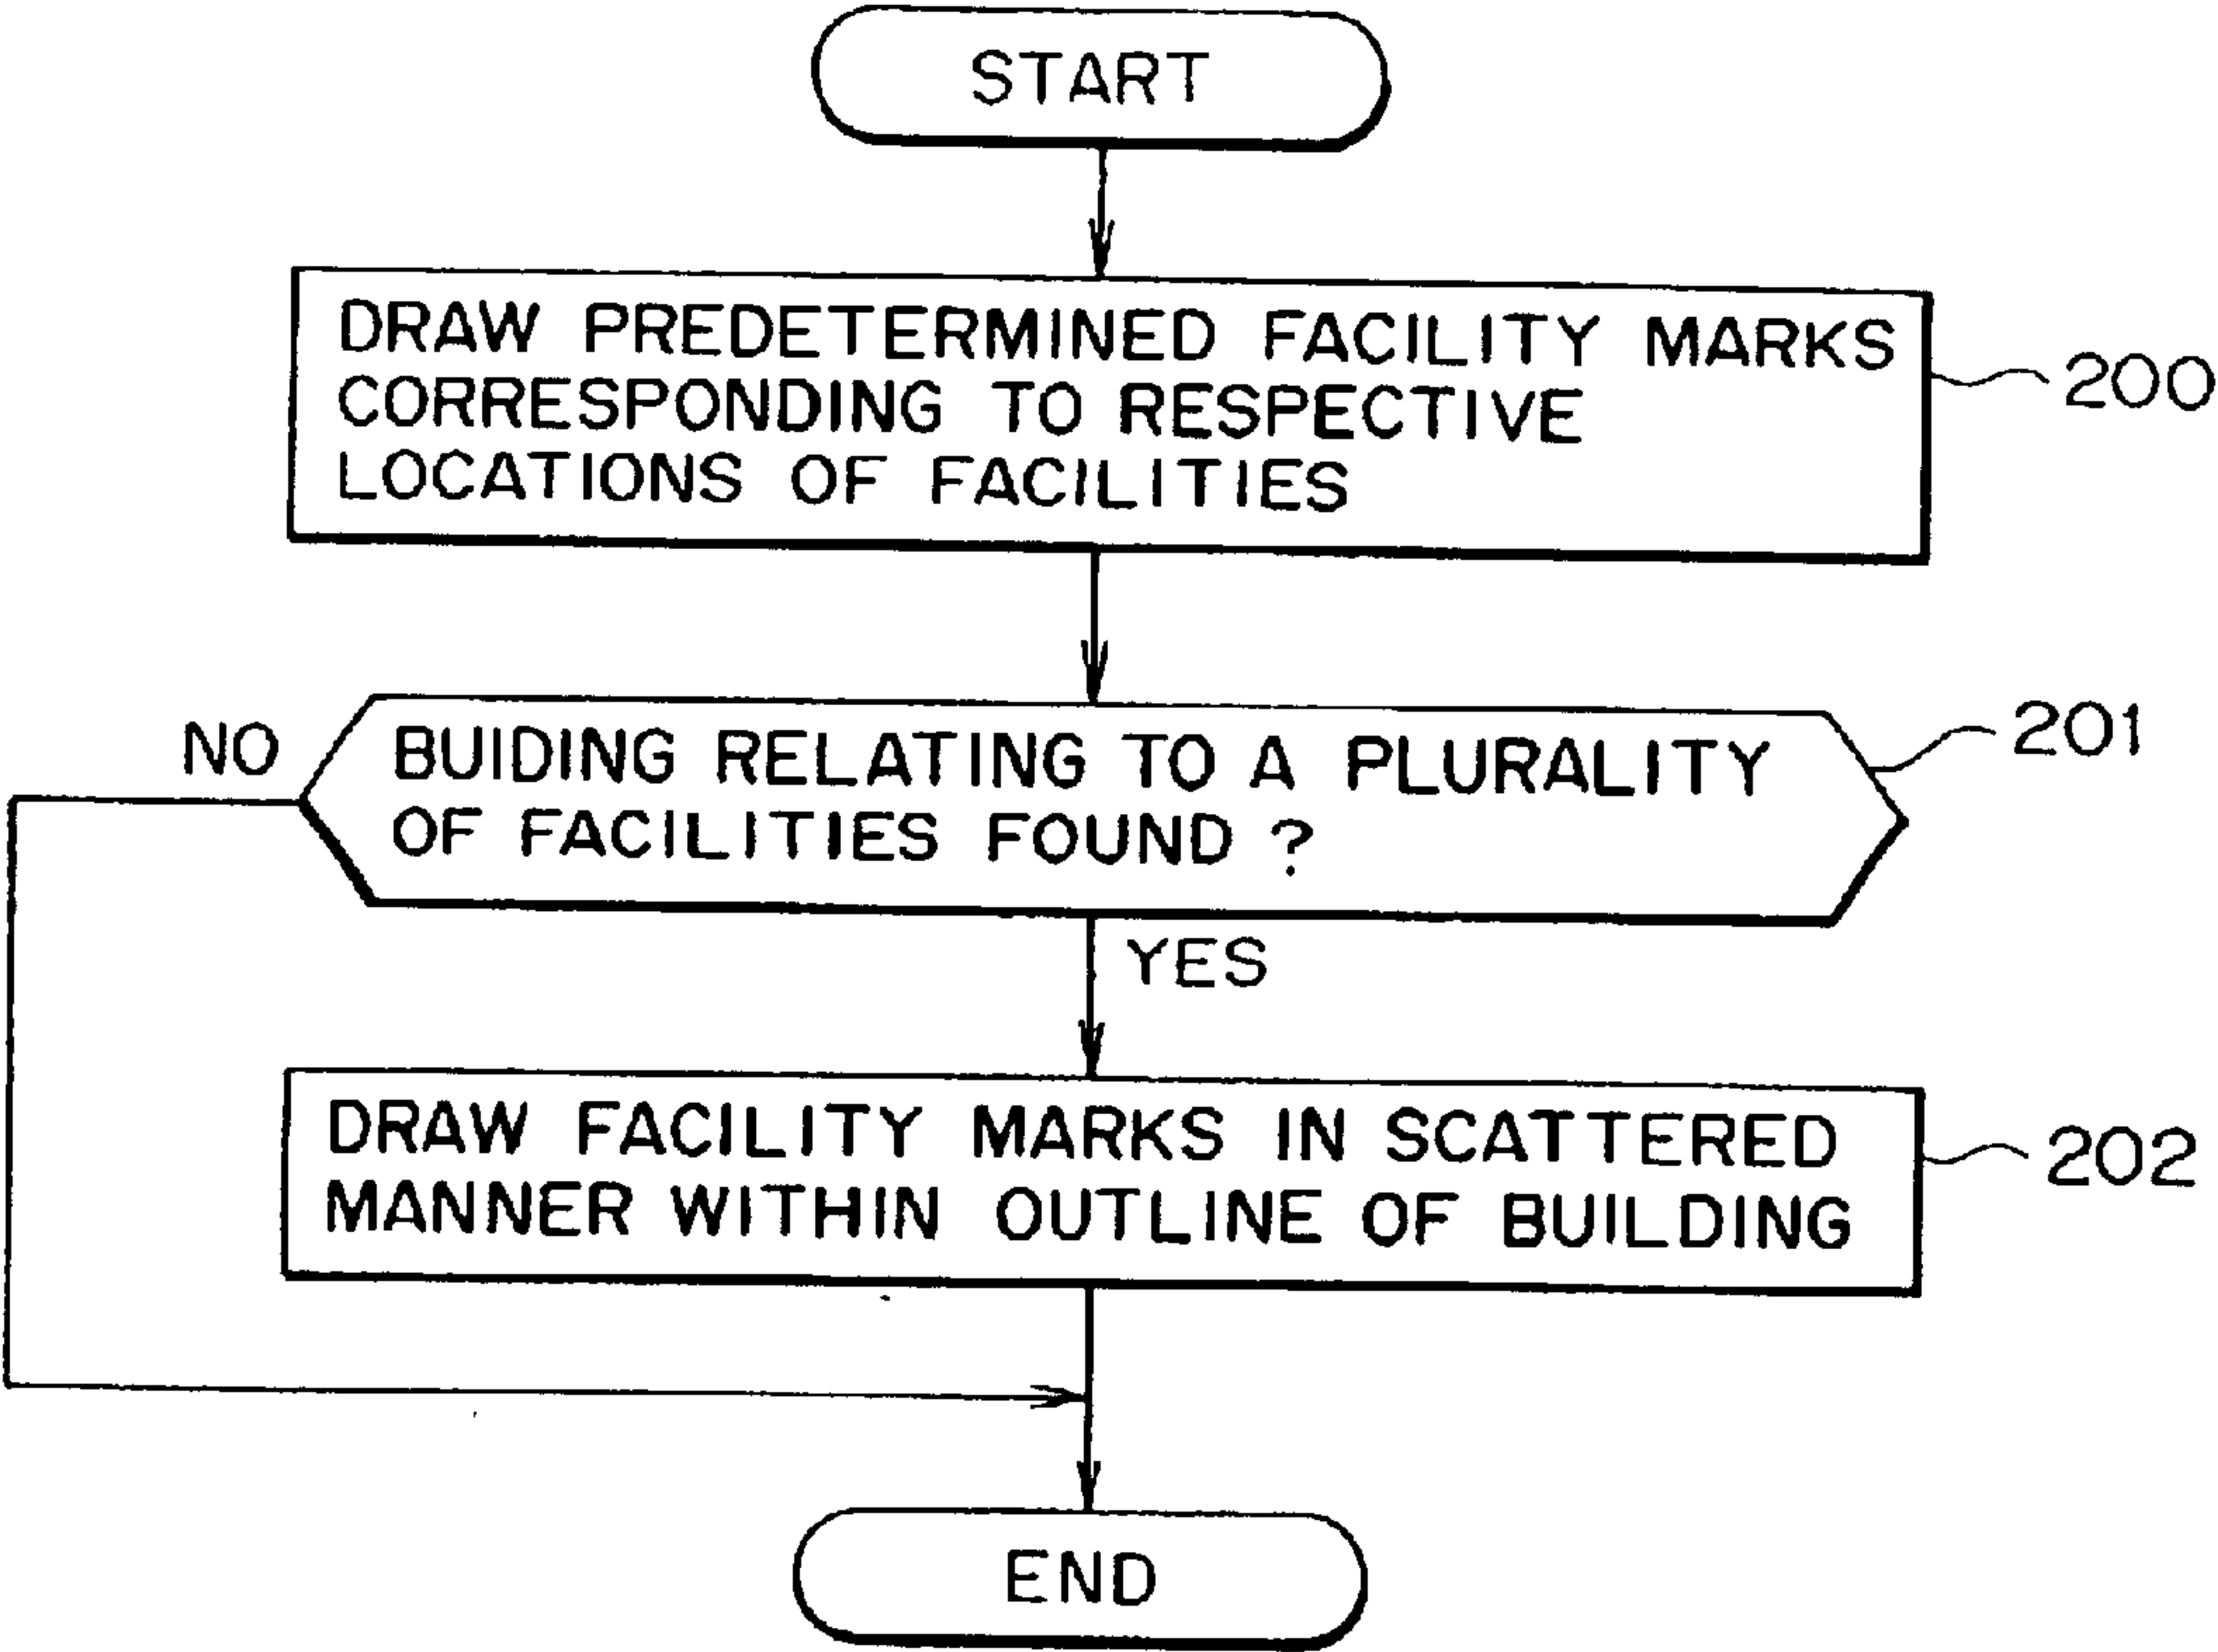 START
DRAW PREDETERMINED FACILITY MARKS
CORRESPONDING TO RESPECTIVE
LOCATIONS OF FACILITIES
200
NO
BUIDING RELATING TO A PLURALITY
OF FACILITIES FOUND ?
201
YES
DRAW FACILITY MARKS IN SCATTERED
MANNER WITHIN OUTLINE OF BUILDING
202
END